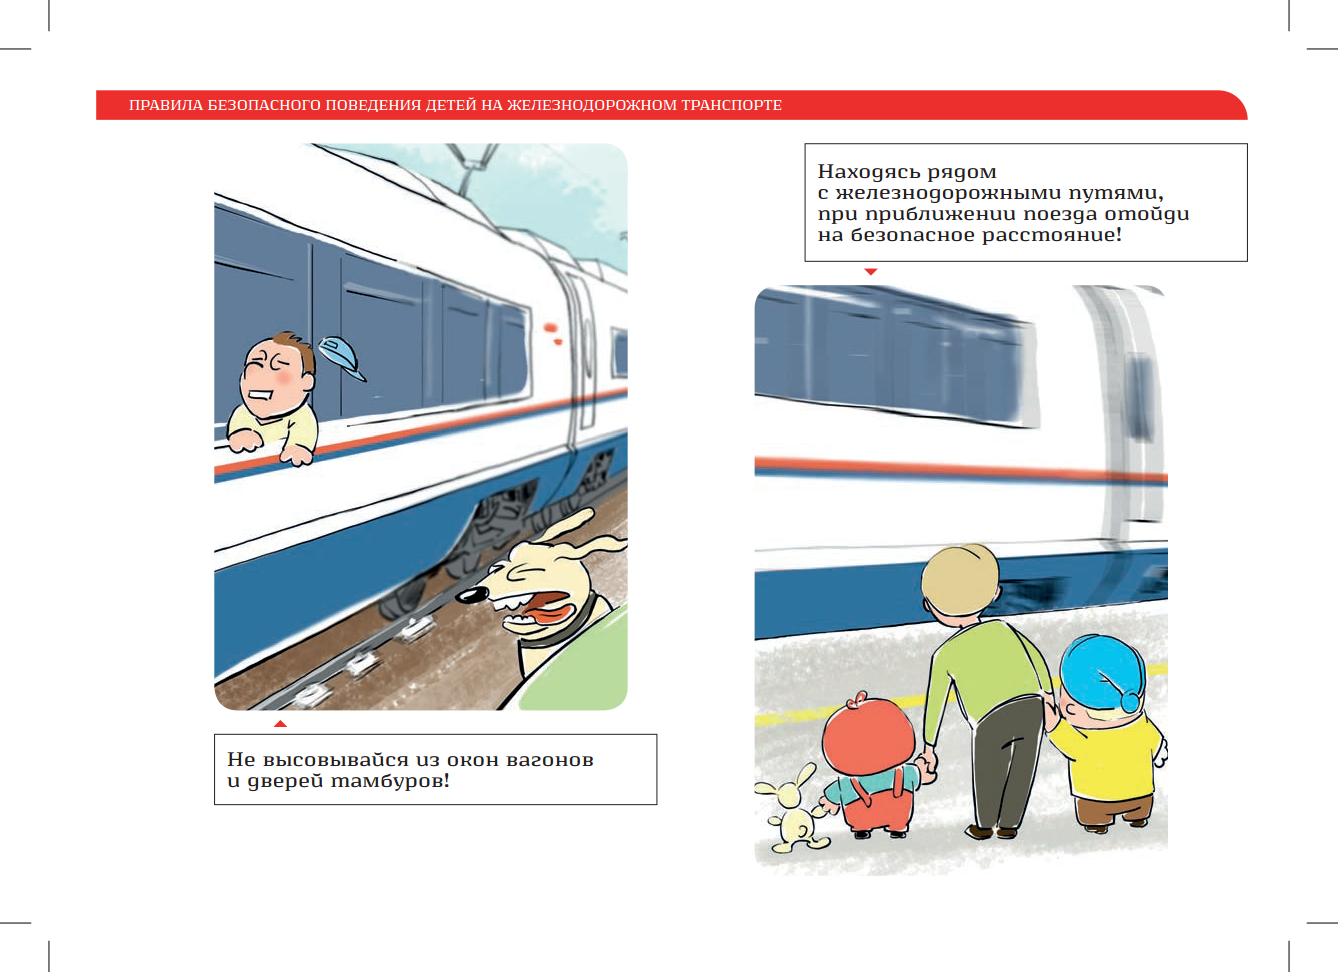 ПРАВИЛА БЕЗОПАСНОГО ПОВЕДЕНИЯ ДЕТЕЙ НА ЖЕЛЕЗНОДОРОЖНОМ ТРАНСПОРТЕ
Не высовывайся из окон вагонов
и дверей тамбуров!
Находясь рядом
с железнодорожными путями,
при приближении поезда отойди
на безопасное расстояние!